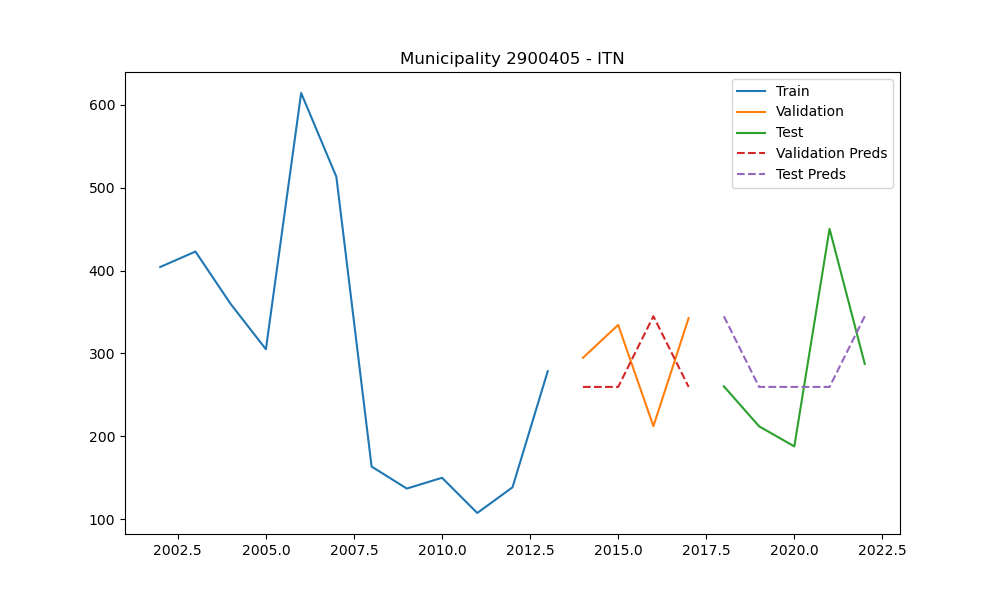 Municipality 2900405 - ITN
Train
Validation
Test
Validation Preds
Test Preds
600
500
400
300
200
100
2002.5 2005.0 2007.5 2010.0 2012.5 2015.0 2017.5 2020.0 2022.5